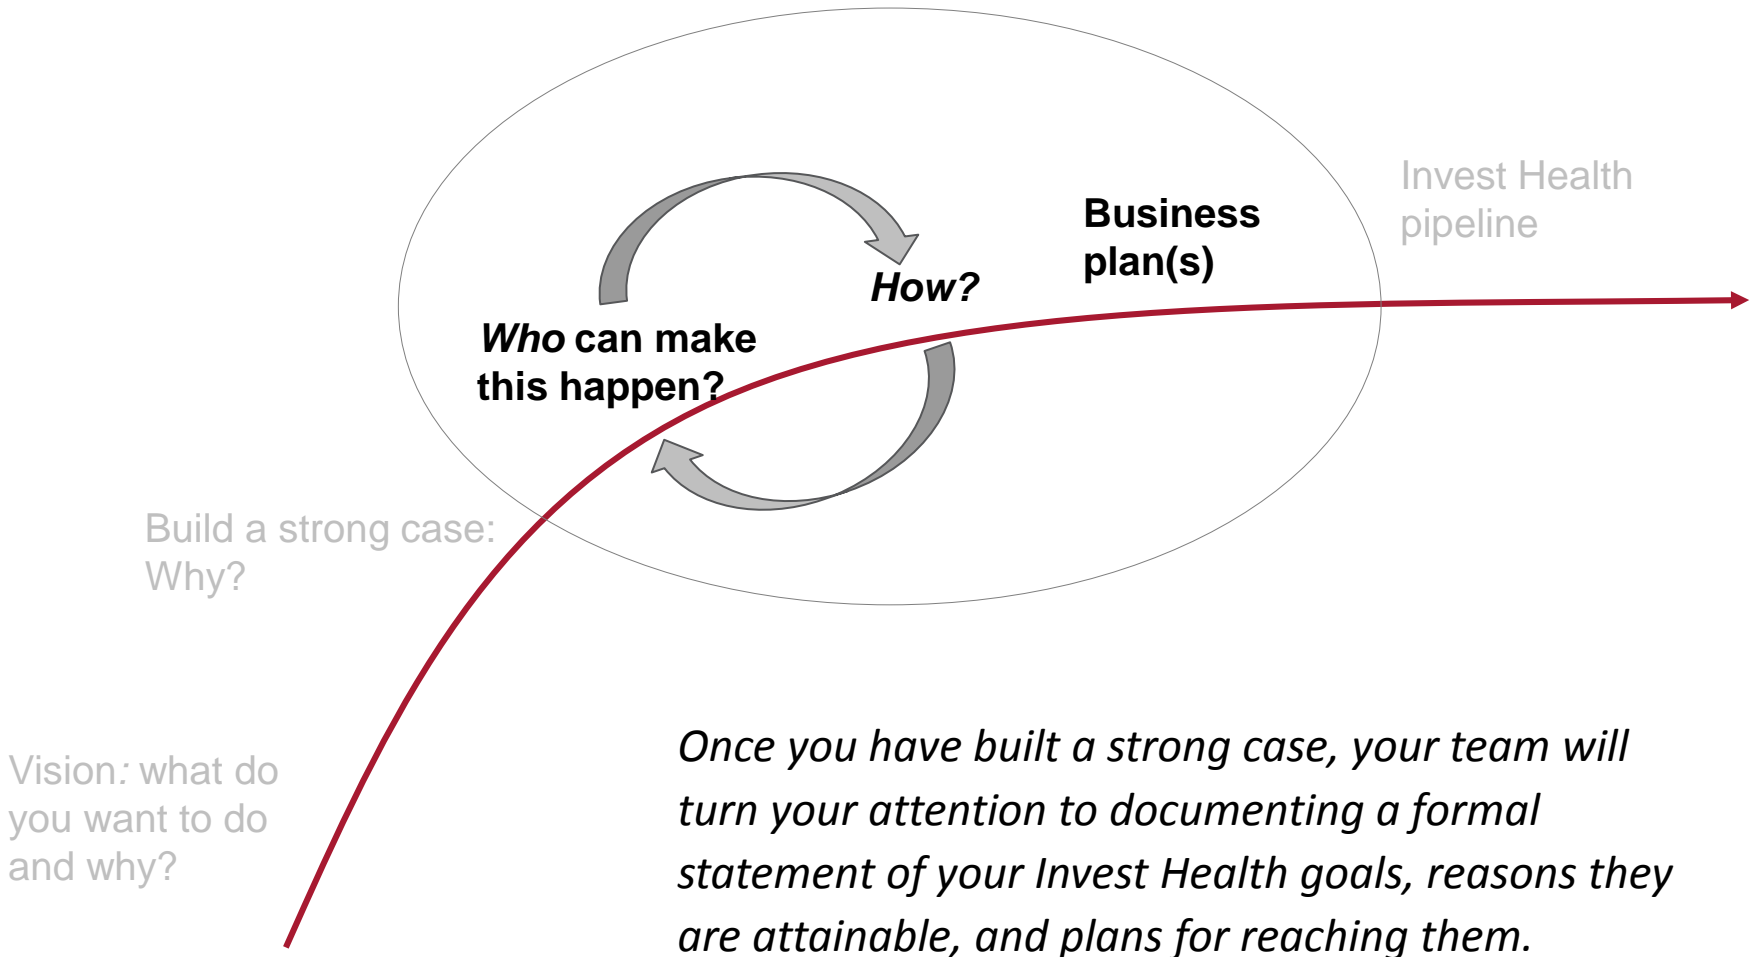 Invest Health
pipeline
Business
plan(s)
How?
Who can make
this happen?
Build a strong case:
Why?
Vision: what do
you want to do
and why?
Once you have built a strong case, your team will
turn your attention to documenting a formal
statement of your Invest Health goals, reasons they
are attainable, and plans for reaching them.